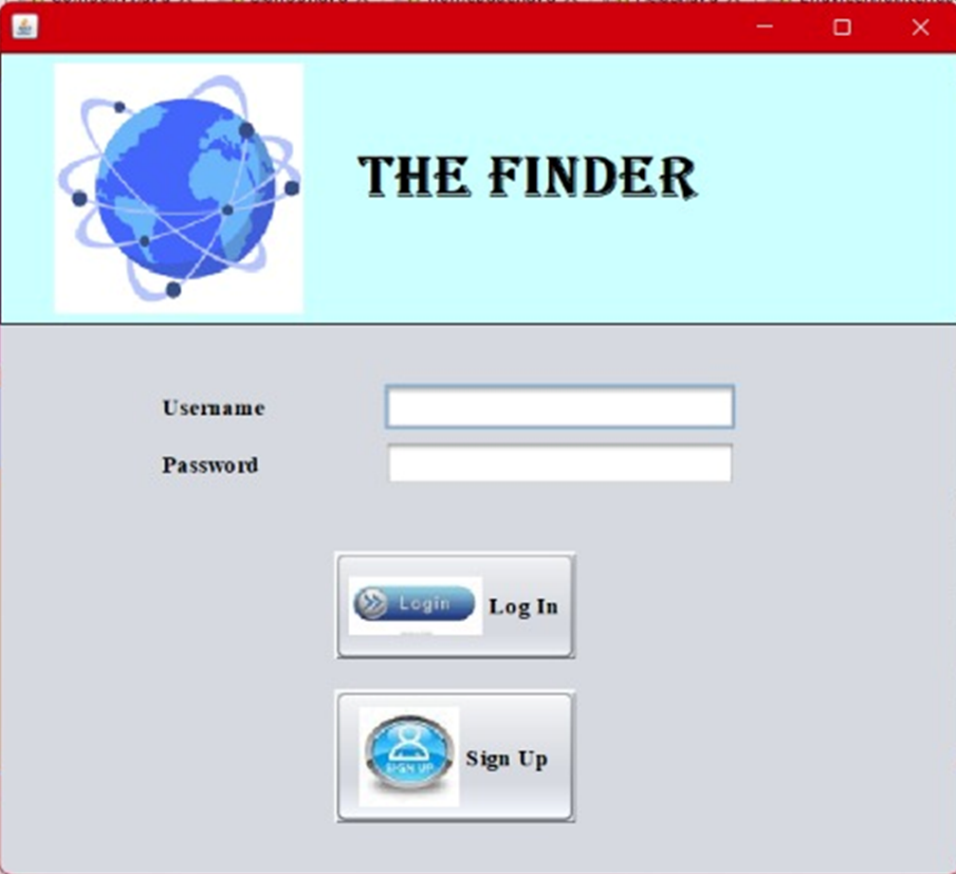 THE FINDER
Username
Password
Login
Log In
SIGN UP
Sign Up